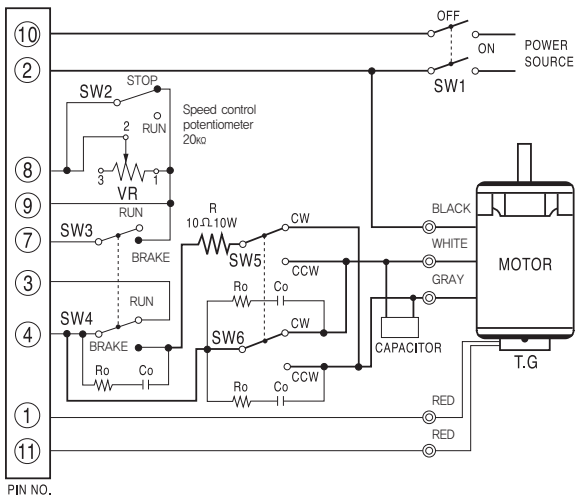 OFF
10
ON
POWER
SOURCE
2
SW1
STOP
SW2
RUN
Speed control
potentiometer
20kΩ
2
8
3
1
VR
9
RUN
7
SW3
BRAKE
R
10Ω10W
CW
SW5
CCW
BLACK
WHITE
GRAY
MOTOR
3
RUN
4
SW4
BRAKE
Ro
Co
Ro
Co
CW
SW6
CCW
Ro
Co
CAPACITOR
T.G
1
RED
11
RED
PIN NO.